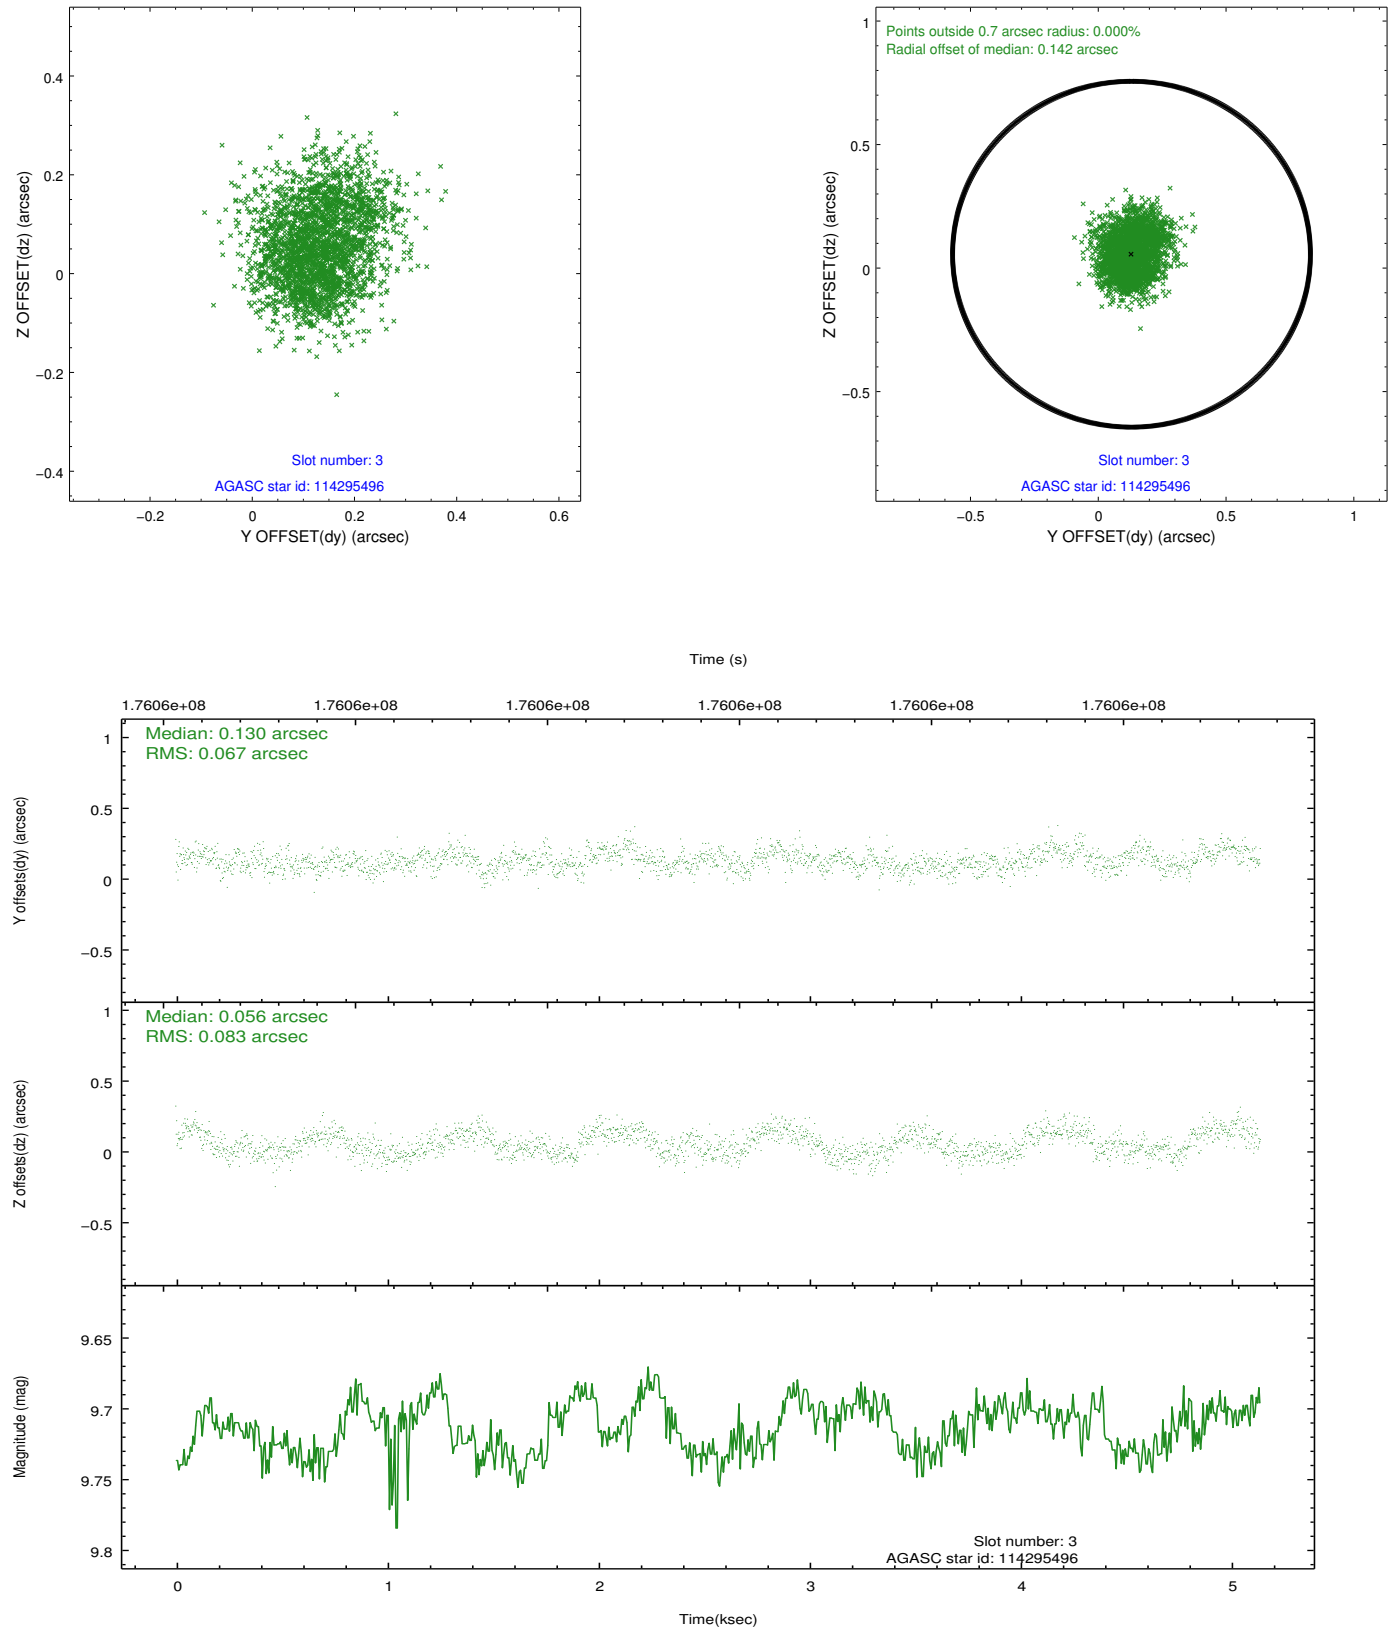 0.4
0.2
0
−0.2
−0.4
Z OFFSET(dz) (arcsec)
Slot number: 3
AGASC star id: 114295496
−0.2
0
0.2
0.4
0.6
Y OFFSET(dy) (arcsec)
Points outside 0.7 arcsec radius: 0.000%
Radial offset of median: 0.142 arcsec
1
0.5
0
−0.5
Z OFFSET(dz) (arcsec)
Slot number: 3
AGASC star id: 114295496
−0.5
0
0.5
1
Y OFFSET(dy) (arcsec)
Time (s)
1.7606e+08
1.7606e+08
1.7606e+08
1.7606e+08
1.7606e+08
1.7606e+08
Median: 0.130 arcsec
RMS: 0.067 arcsec
1
0.5
0
−0.5
Y offsets(dy) (arcsec)
Median: 0.056 arcsec
RMS: 0.083 arcsec
1
0.5
0
−0.5
Z offsets(dz) (arcsec)
9.65
9.7
9.75
9.8
Magnitude (mag)
Slot number: 3
AGASC star id: 114295496
0
1
2
3
4
5
Time(ksec)